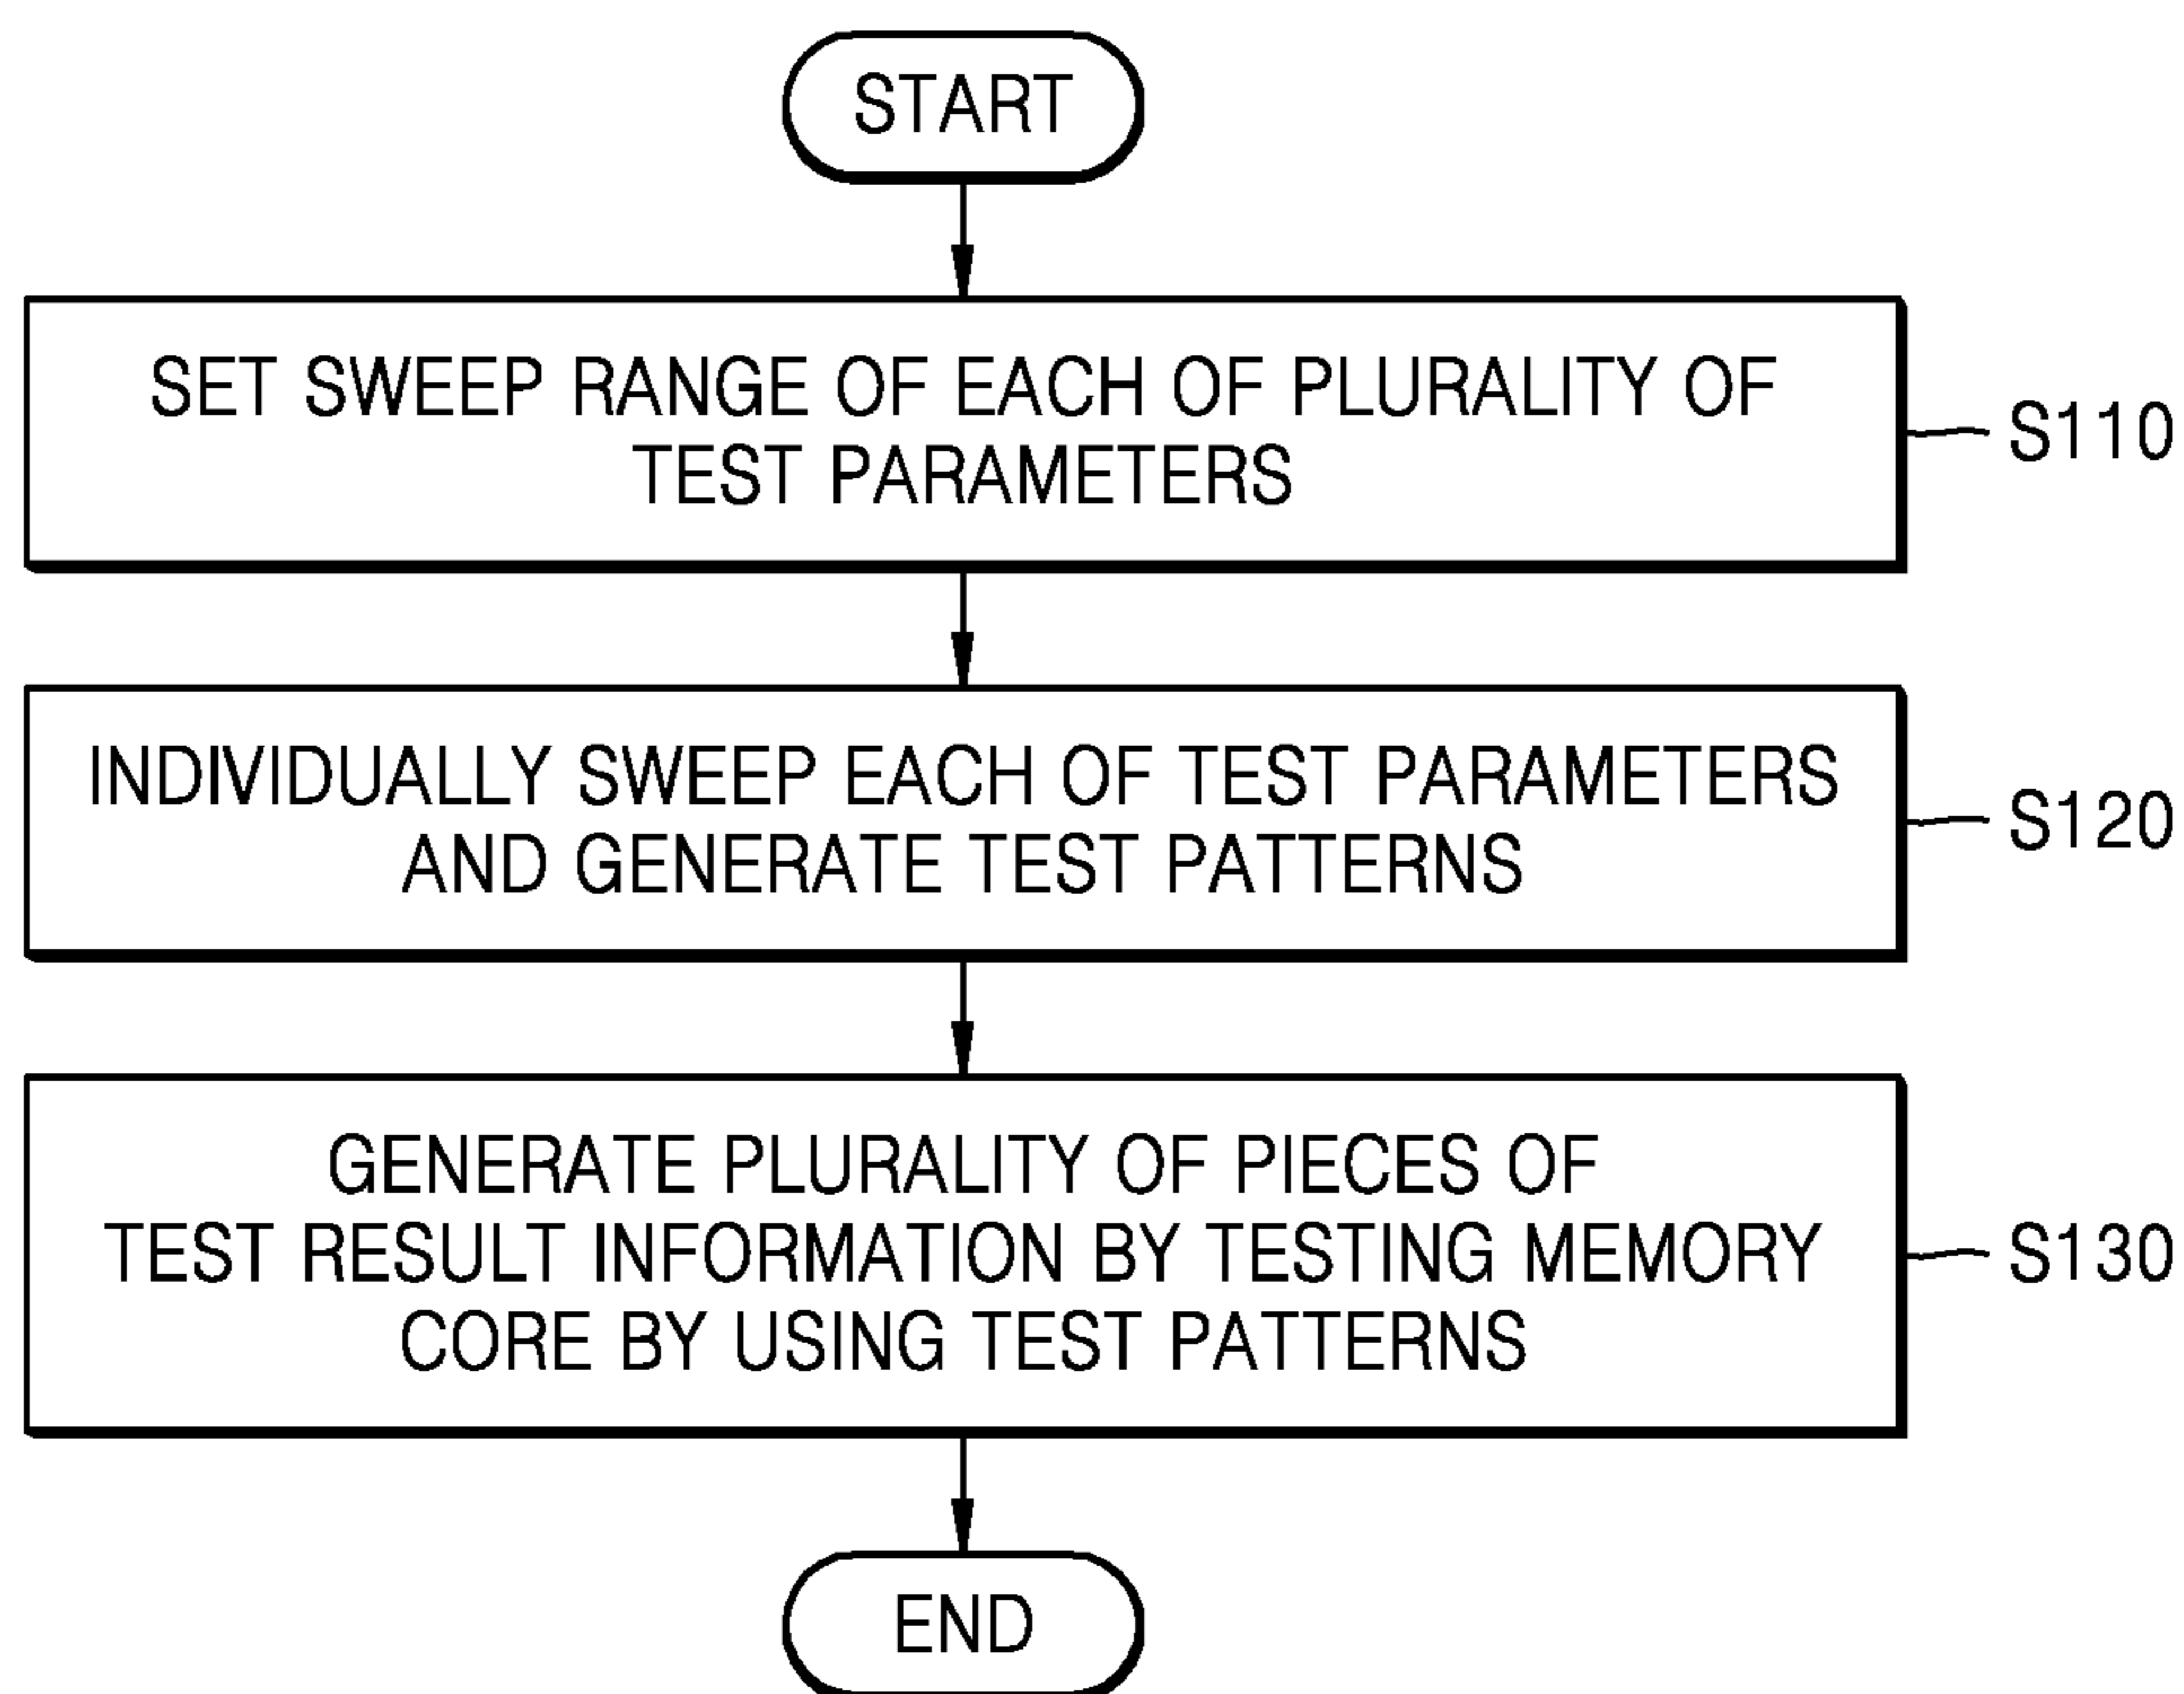 START
SET SWEEP RANGE OF EACH OF PLURALITY OF
TEST PARAMETERS
S110
INDIVIDUALLY SWEEP EACH OF TEST PARAMETERS
AND GENERATE TEST PATTERNS
S120
GENERATE PLURALITY OF PIECES OF
TEST RESULT INFORMATION BY TESTING MEMORY
CORE BY USING TEST PATTERNS
S130
END